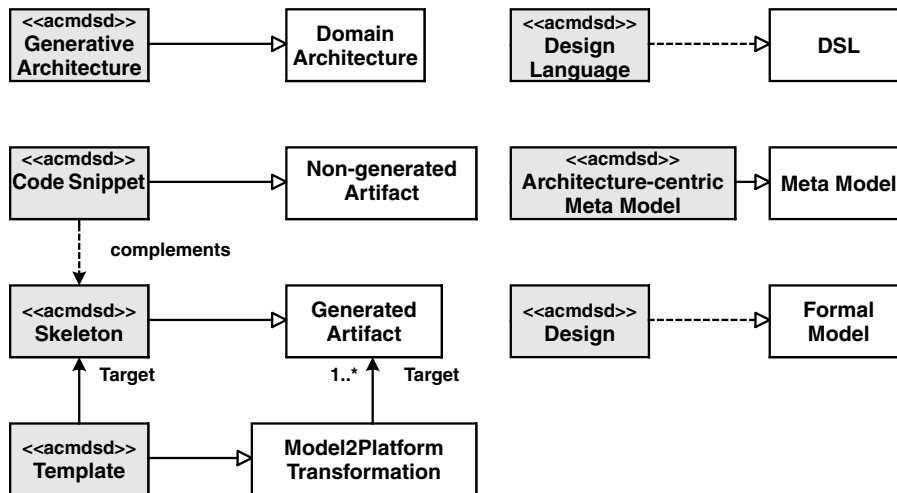 <<acmdsd>>
Generative
Architecture
Domain
Architecture
<<acmdsd>>
Design
Language
DSL
<<acmdsd>>
Code Snippet
Non-generated
Artifact
<<acmdsd>>
Architecture-centric
Meta Model
Meta Model
complements
<<acmdsd>>
Skeleton
Generated
Artifact
<<acmdsd>>
Design
Formal
Model
Target
1..*
Target
<<acmdsd>>
Template
Model2Platform
Transformation